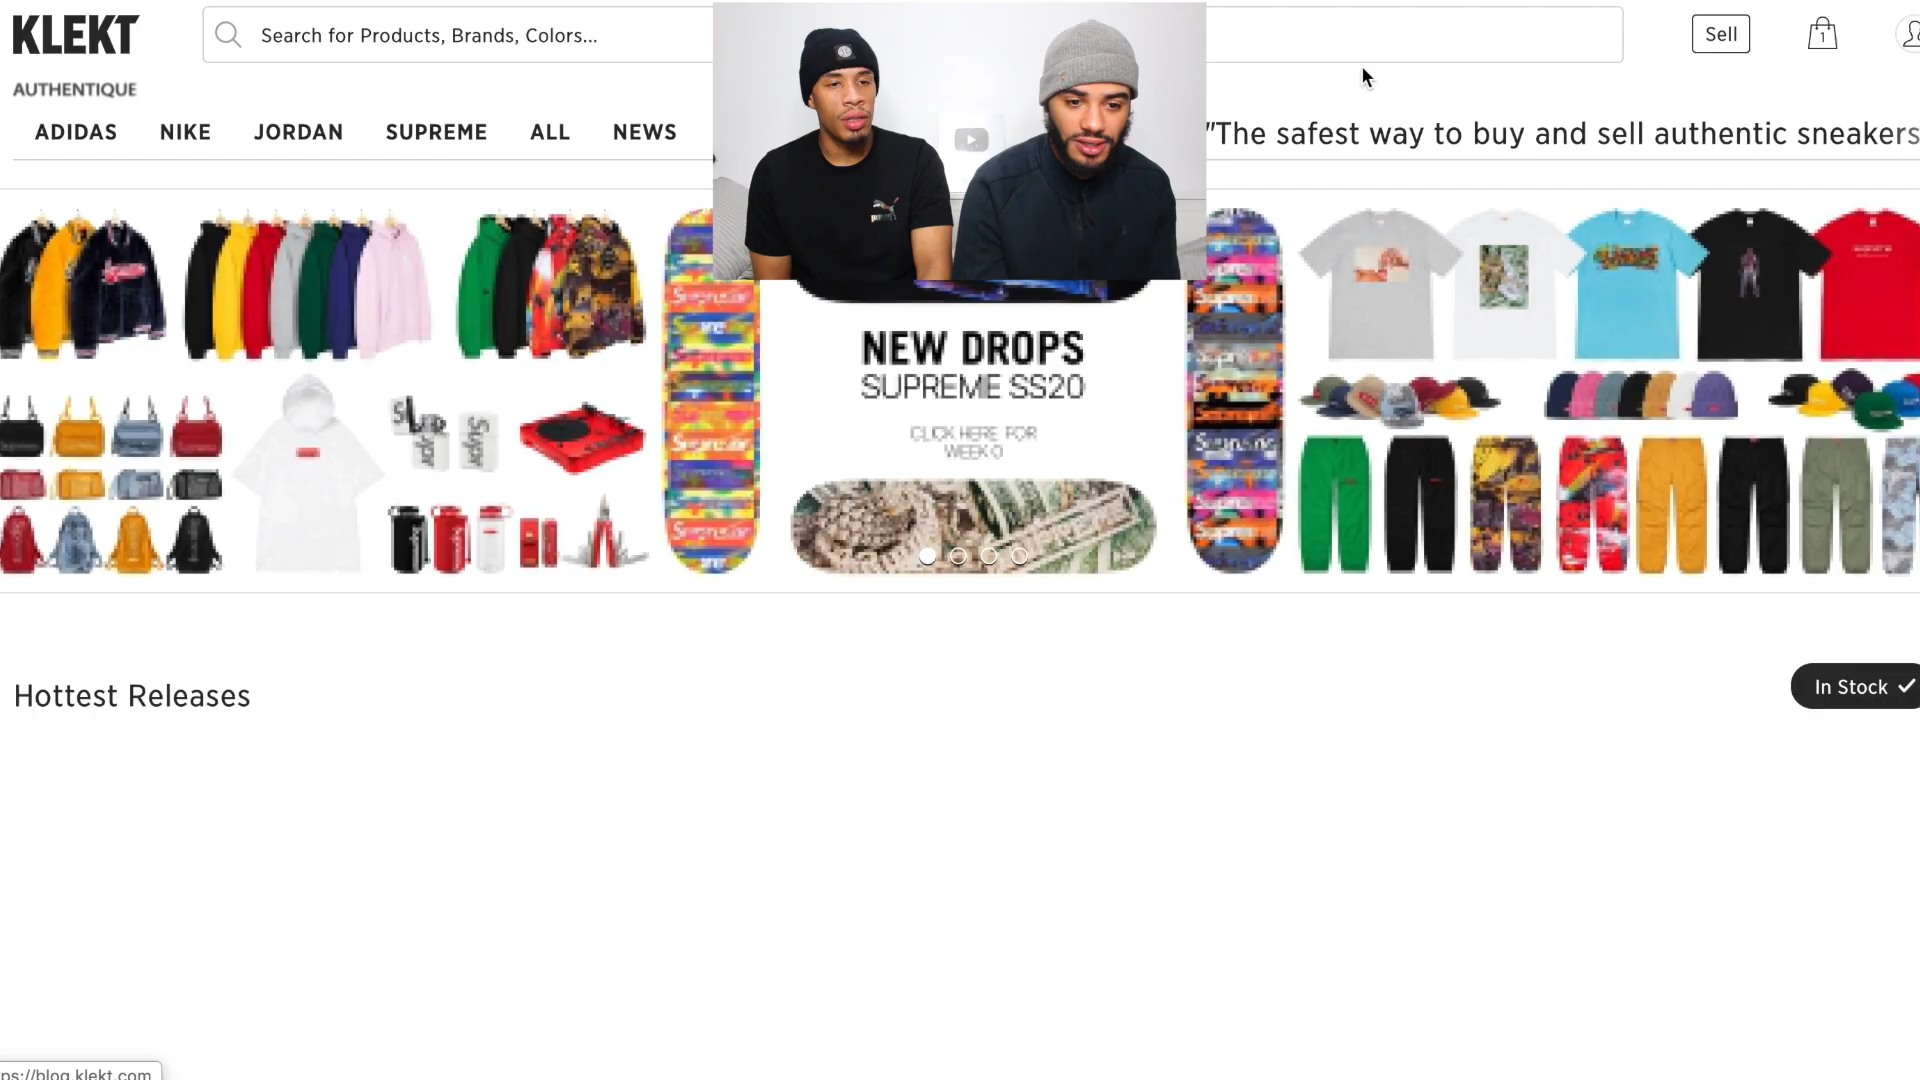 KLEKT
Search for Products, Brands, Colors...
Sell
1
AUTHENTIQUE
ADIDAS NIKE JORDAN SUPREME ALL NEWS
"The safest way to buy and sell authentic sneakers
NEW DROPS
SUPREME SS20
CLICK HERE FOR
WEEK 0
Hottest Releases
In Stock
ps://blog.klekt.com